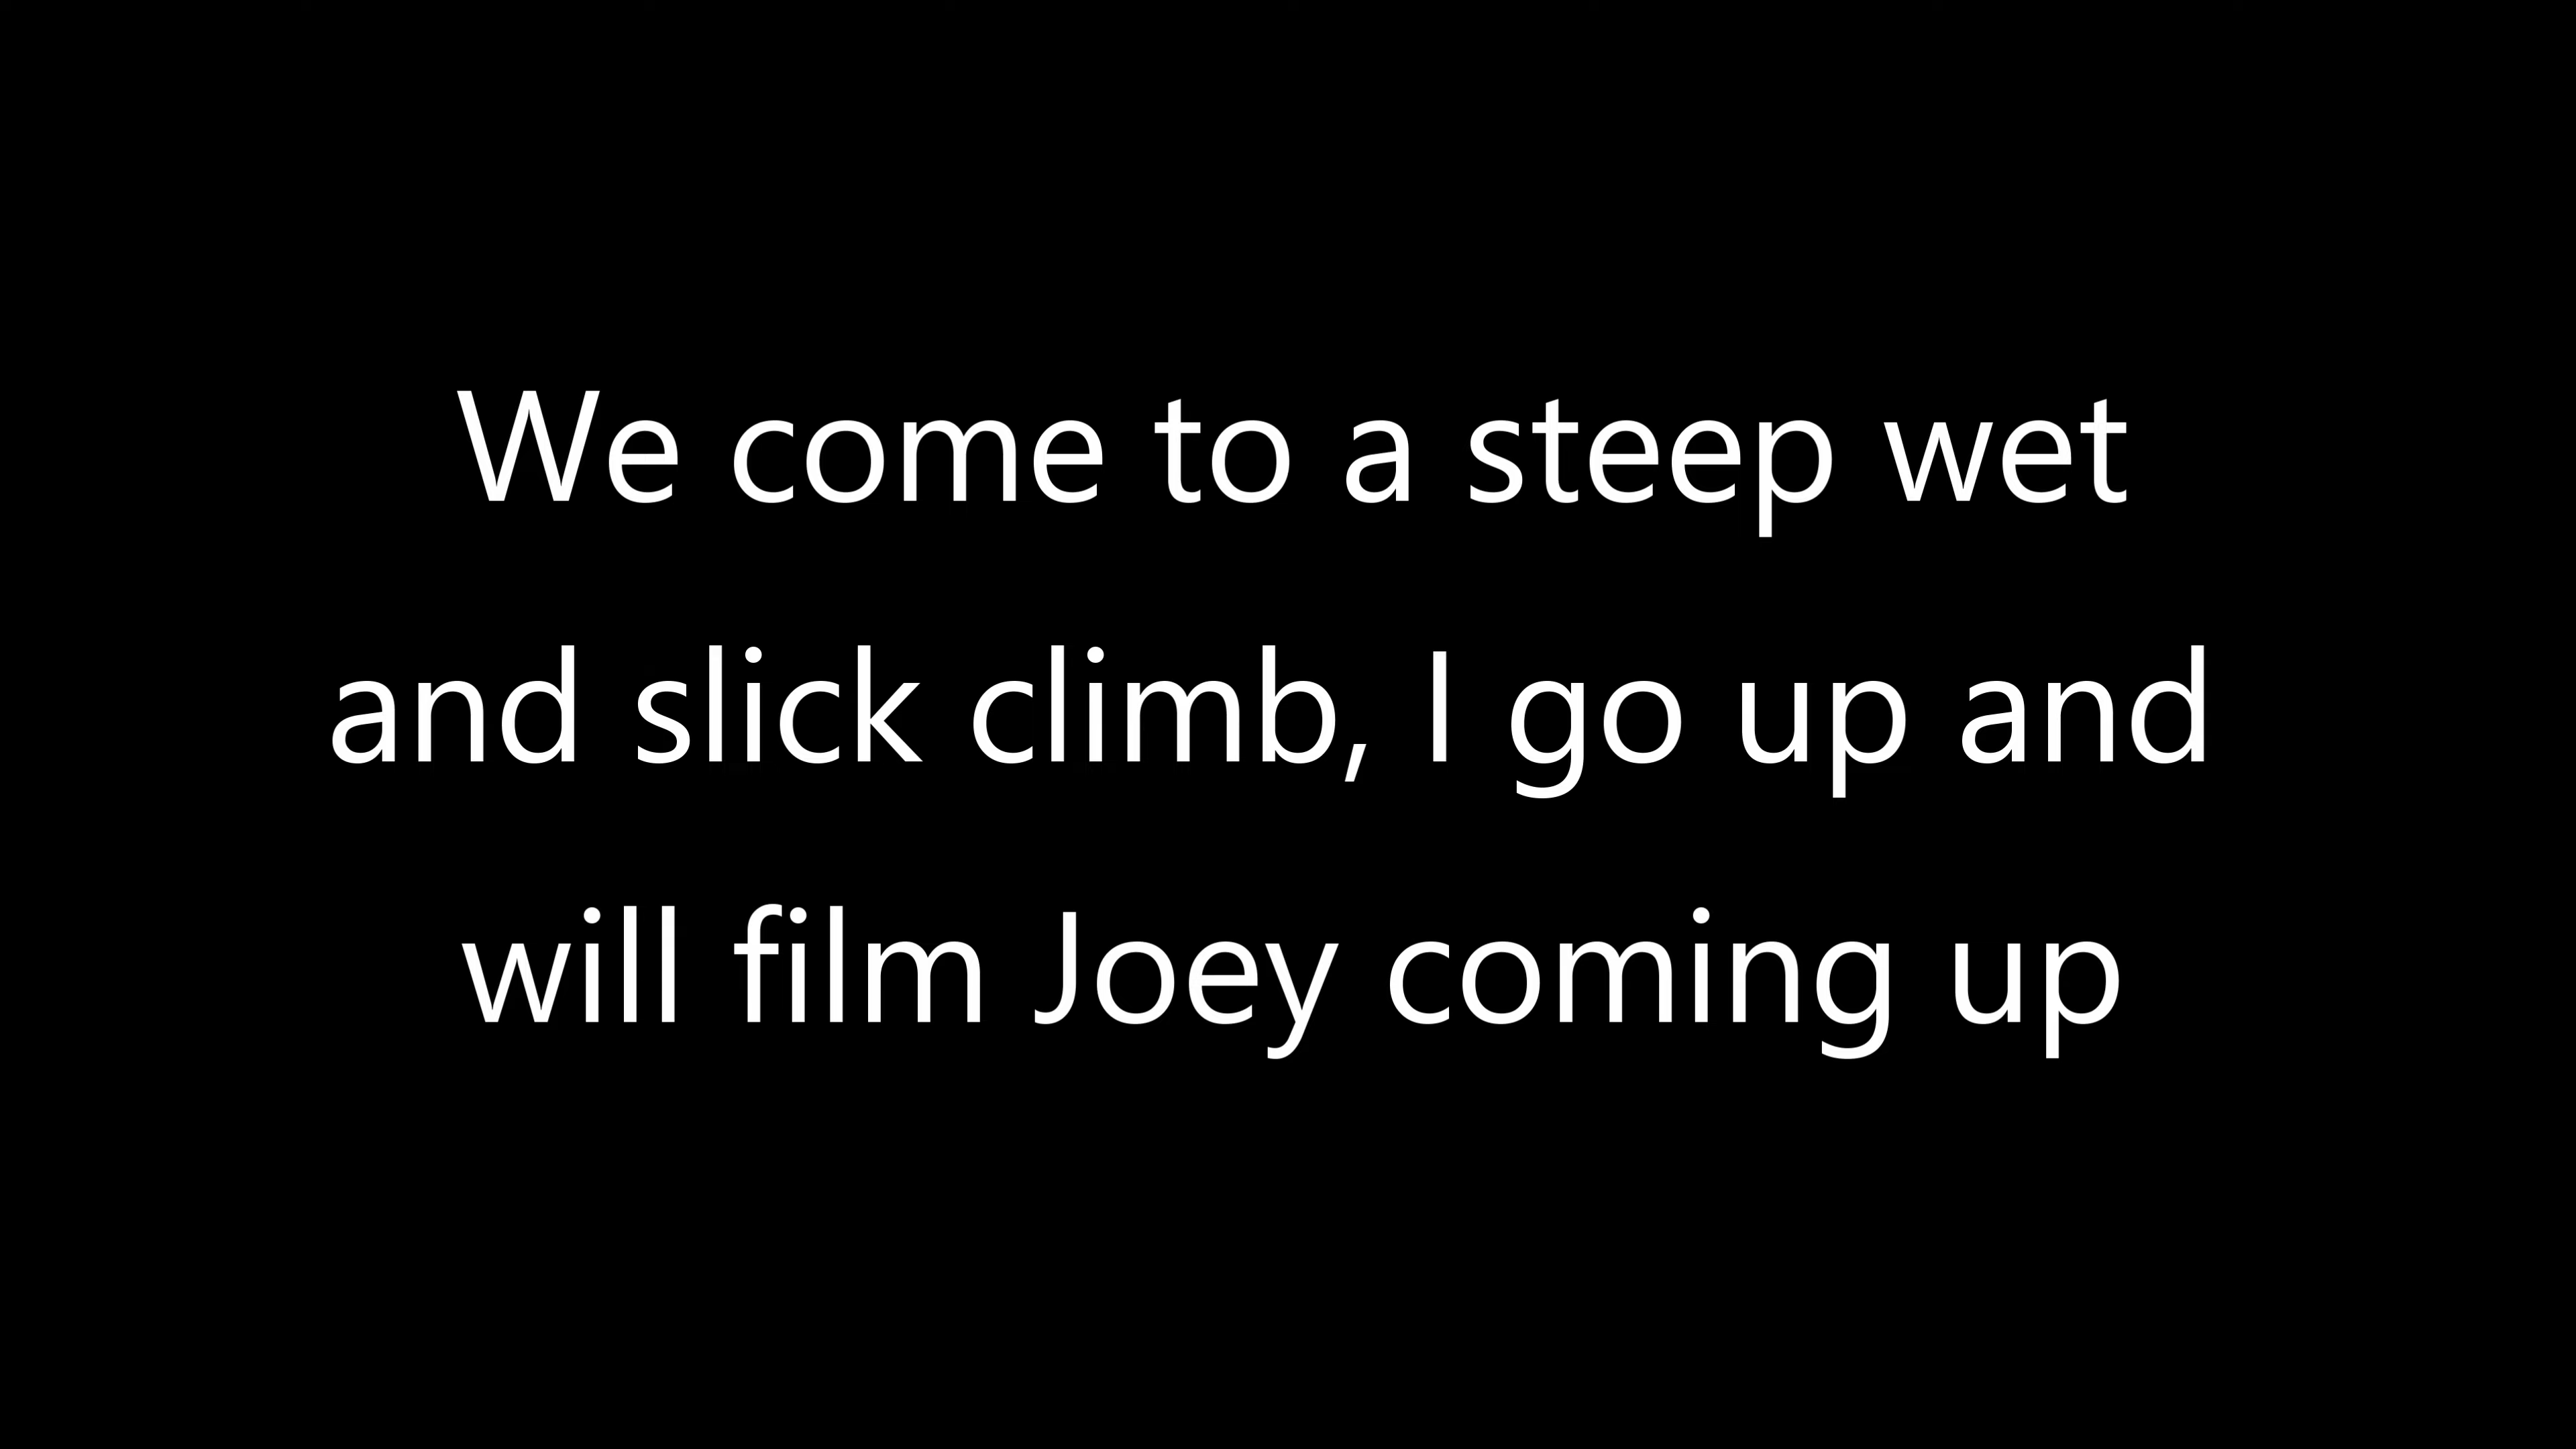 We come to a steep wet
and slick climb, I go up and
will film Joey coming up